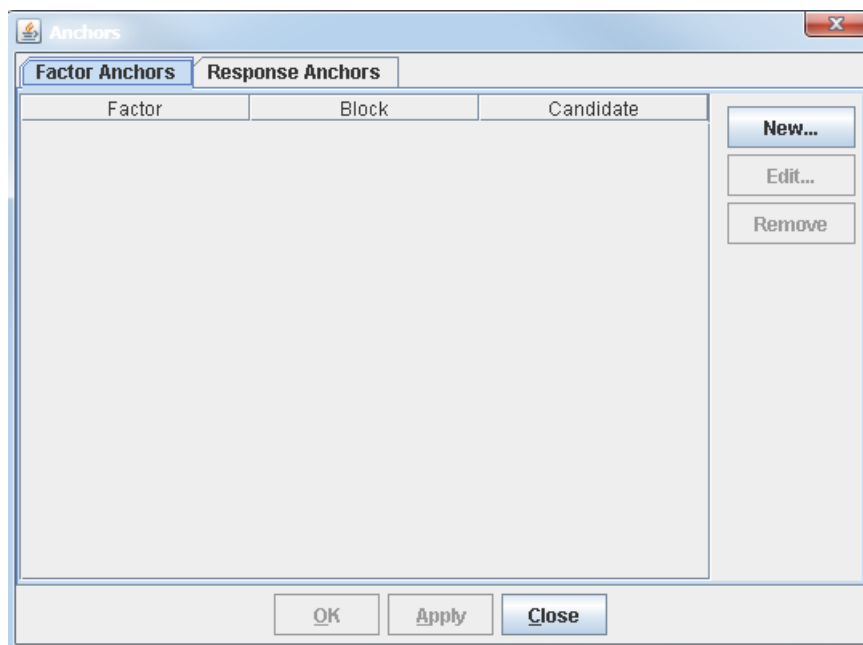 Anchors
Factor Anchors Response Anchors
Factor Block Candidate
New...
Edit...
Remove
OK Apply Close